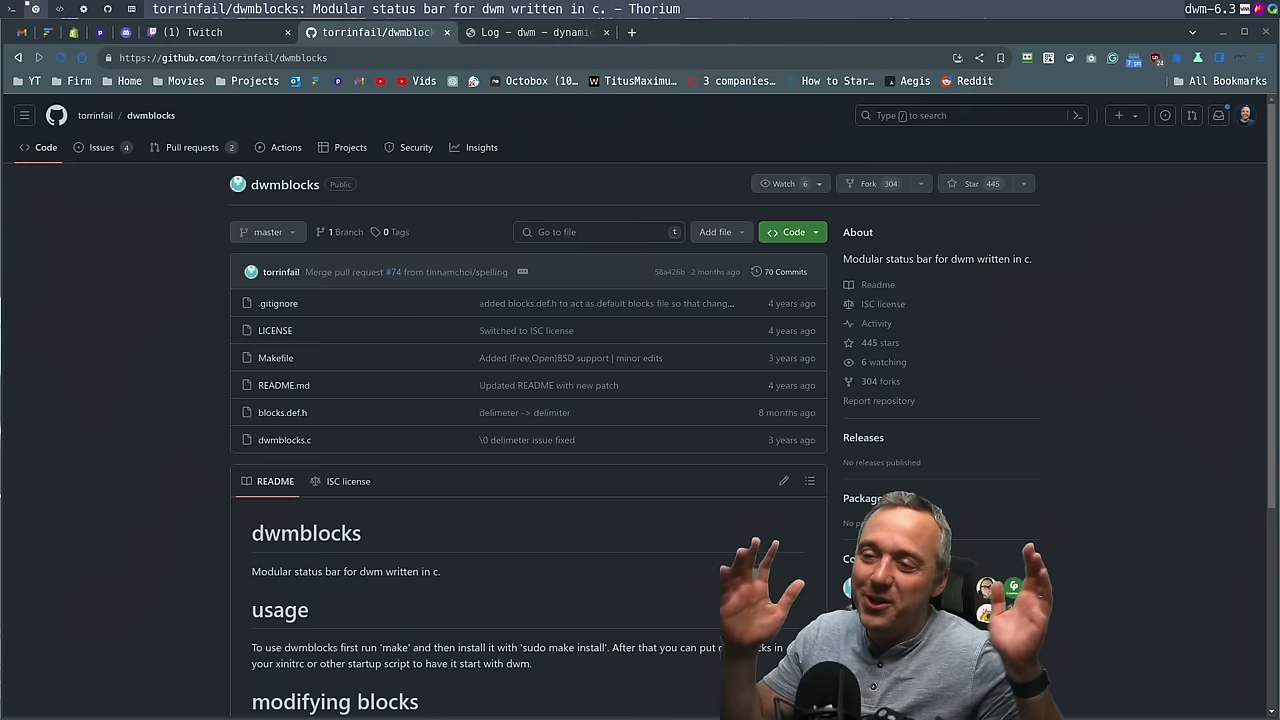 torrinfail/dwmblocks: Modular status bar for dwm written in c. – Thorium
dwm-6.3
(1) Twitch
torrinfail/dwmblock
Log - dwm - dynamic
https://github.com/torrinfail/dwmblocks
7 pm
YT
Firm
Home
Movies
Projects
Vids
Octobox (10...
TitusMaximu...
3 companies...
How to Star...
Aegis
Reddit
All Bookmarks
torrinfail / dwmblocks
Type / to search
Code
Issues 4
Pull requests 2
Actions
Projects
Security
Insights
dwmblocks Public
Watch 6
Fork 304
Star 445
master
1 Branch
0 Tags
Go to file t
Add file
Code
torrinfail Merge pull request #74 from tinnamchoi/spelling
58a426b · 2 months ago
70 Commits
.gitignore added blocks.def.h to act as default blocks file so that chang... 4 years ago
LICENSE Switched to ISC license 4 years ago
Makefile Added (Free,Open)BSD support | minor edits 3 years ago
README.md Updated README with new patch 4 years ago
blocks.def.h delimeter -> delimiter 8 months ago
dwmblocks.c \0 delimeter issue fixed 3 years ago
README
ISC license
dwmblocks
Modular status bar for dwm written in c.
usage
To use dwmblocks first run 'make' and then install it with 'sudo make install'. After that you can put cks in
your xinitrc or other startup script to have it start with dwm.
modifying blocks
About
Modular status bar for dwm written in c.
Readme
ISC license
Activity
445 stars
6 watching
304 forks
Report repository
Releases
No releases published
Package
No p
Co